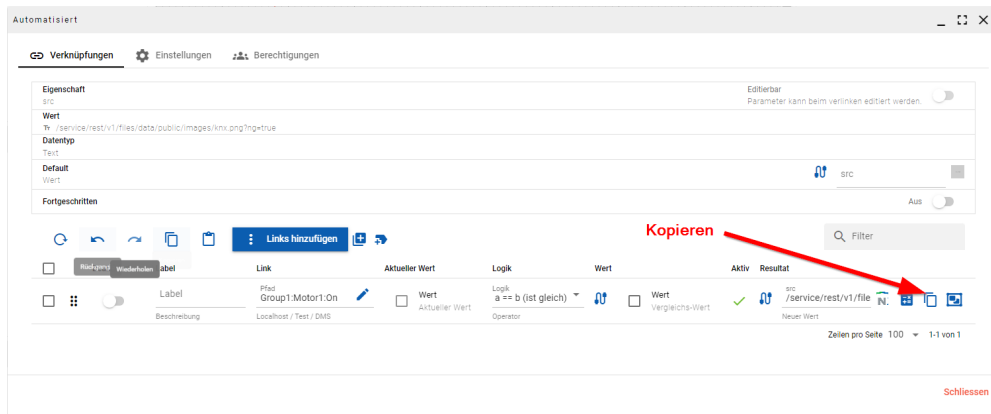 Automatisiert
Verknüpfungen Einstellungen Berechtigungen
Eigenschaft Editierbar
src Parameter kann beim verlinken editiert werden.
Wert
Tr /service/rest/v1/files/data/public/images/knx.png?ng=true
Datentyp
Text
Default
Wert src
Fortgeschritten Aus
Kopieren
Links hinzufügen Filter
Rückgang Wiederholen abel Link Aktueller Wert Logik Wert Aktiv Resultat
Label Pfad Group1:Motor1:On Wert Aktueller Wert Logik a == b (ist gleich) Wert Vergleichs-Wert src /service/rest/v1/file N.
Beschreibung Localhost / Test / DMS Operator Neuer Wert
Zeilen pro Seite 100 1-1 von 1
Schliessen